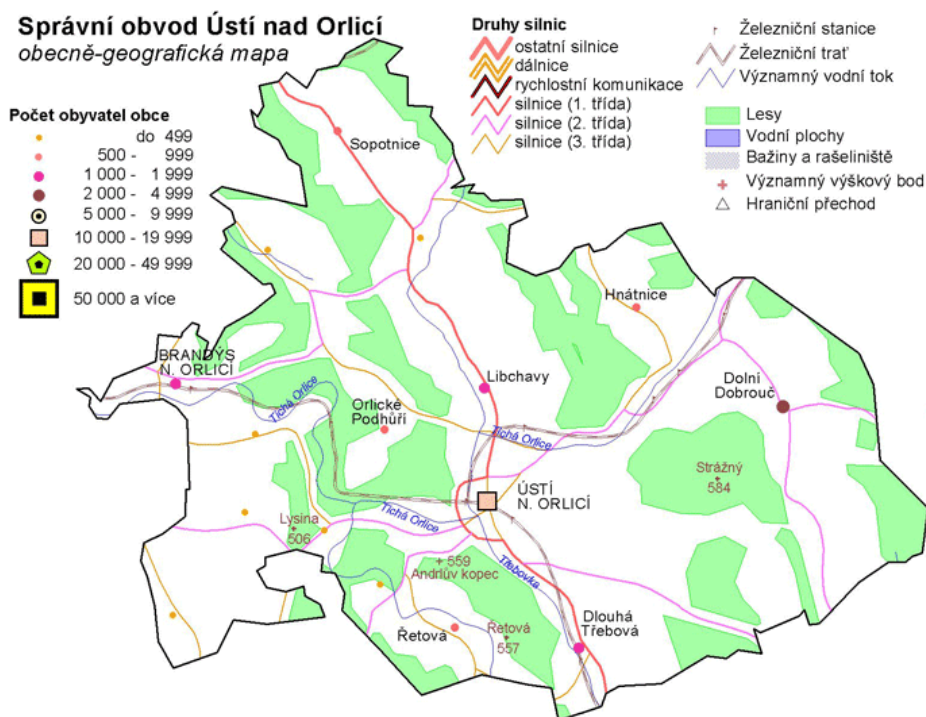 Správní obvod Ústí nad Orlicí
obecně-geografická mapa
Počet obyvatel obce
do 499
500 - 999
1 000 - 1 999
2 000 - 4 999
5 000 - 9 999
10 000 - 19 999
20 000 - 49 999
50 000 a více
Druhy silnic
ostatní silnice
dálnice
rychlostní komunikace
silnice (1. třída)
silnice (2. třída)
silnice (3. třída)
Železniční stanice
Železniční trať
Významný vodní tok
Lesy
Vodní plochy
Bažiny a rašeliniště
Významný výškový bod
Hraniční přechod
Sopotnice
Hnátnice
BRANDÝS
N. ORLICÍ
Libchavy
Dolní
Dobrouč
Tichá Orlice
Orlické
Podhůří
Tichá Orlice
Strážný
584
ÚSTÍ
N. ORLICÍ
Lysina
506
Tichá Orlice
559
Andrlův kopec
Třebovka
Dlouhá
Třebová
Řetová
Řetová
557